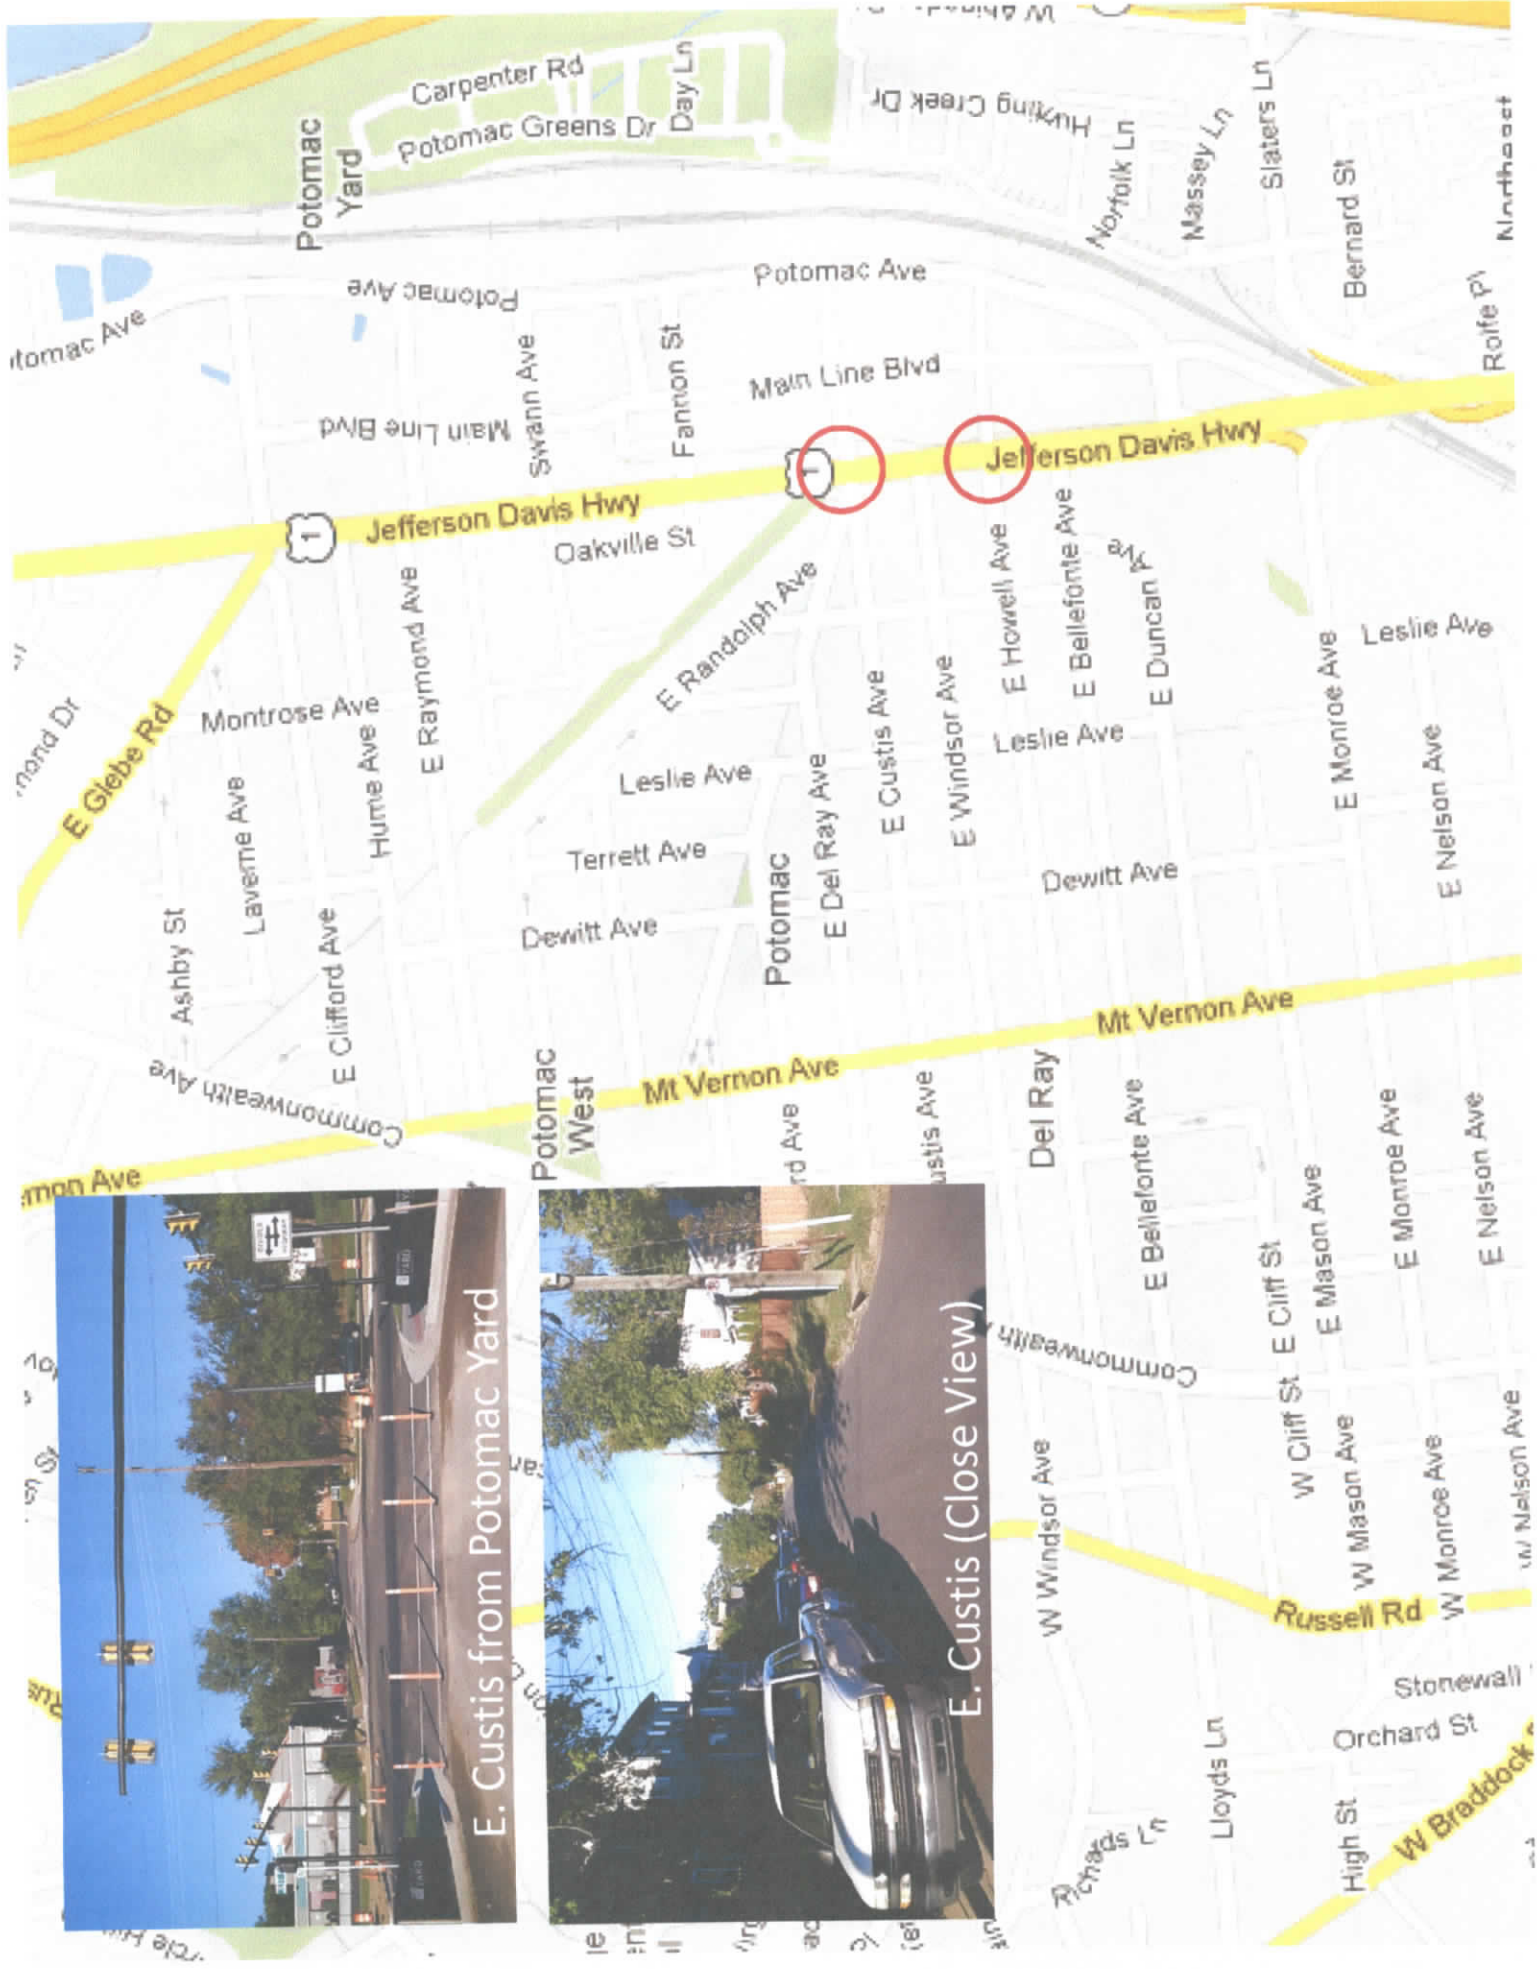 Carpenter Rd
Potomac Greens Dr
Day Ln
Potomac
Yard
Hunting Creek Dr
Norfolk Ln
Massey Ln
Slaters Ln
Bernard St
Rolfe Pl
Northeast
Potomac Ave
Potomac Ave
Main Line Blvd
Main Line Blvd
Swann Ave
Fannon St
1
1
Jefferson Davis Hwy
Jefferson Davis Hwy
Oakville St
E Randolph Ave
E Glebe Rd
Montrose Ave
E Raymond Ave
Hume Ave
Laverne Ave
Ashby St
E Clifford Ave
Commonwealth Ave
Leslie Ave
Terrett Ave
Dewitt Ave
Potomac
E Del Ray Ave
E Custis Ave
E Windsor Ave
E Howell Ave
E Bellefonte Ave
E Duncan Ave
Leslie Ave
Leslie Ave
Dewitt Ave
E Monroe Ave
E Nelson Ave
Mt Vernon Ave
Mt Vernon Ave
Potomac
West
Del Ray
E Bellefonte Ave
E Cliff St
E Mason Ave
E Monroe Ave
E Nelson Ave
Commonwealth
W Cliff St
W Mason Ave
W Monroe Ave
W Nelson Ave
W Windsor Ave
Russell Rd
Stonewall
Orchard St
Lloyds Ln
Richards Ln
High St
W Braddock
E. Custis from Potomac Yard
E. Custis (Close View)